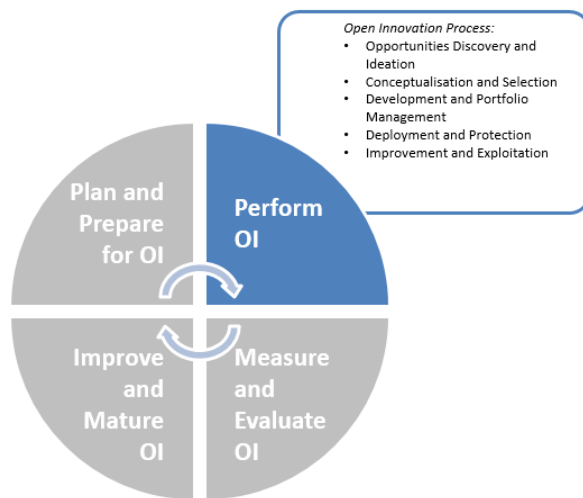 Open Innovation Process:
• Opportunities Discovery and
Ideation
• Conceptualisation and Selection
• Development and Portfolio
Management
• Deployment and Protection
• Improvement and Exploitation
Plan and
Prepare
for OI
Perform
OI
Improve
and
Mature
OI
Measure
and
Evaluate
OI